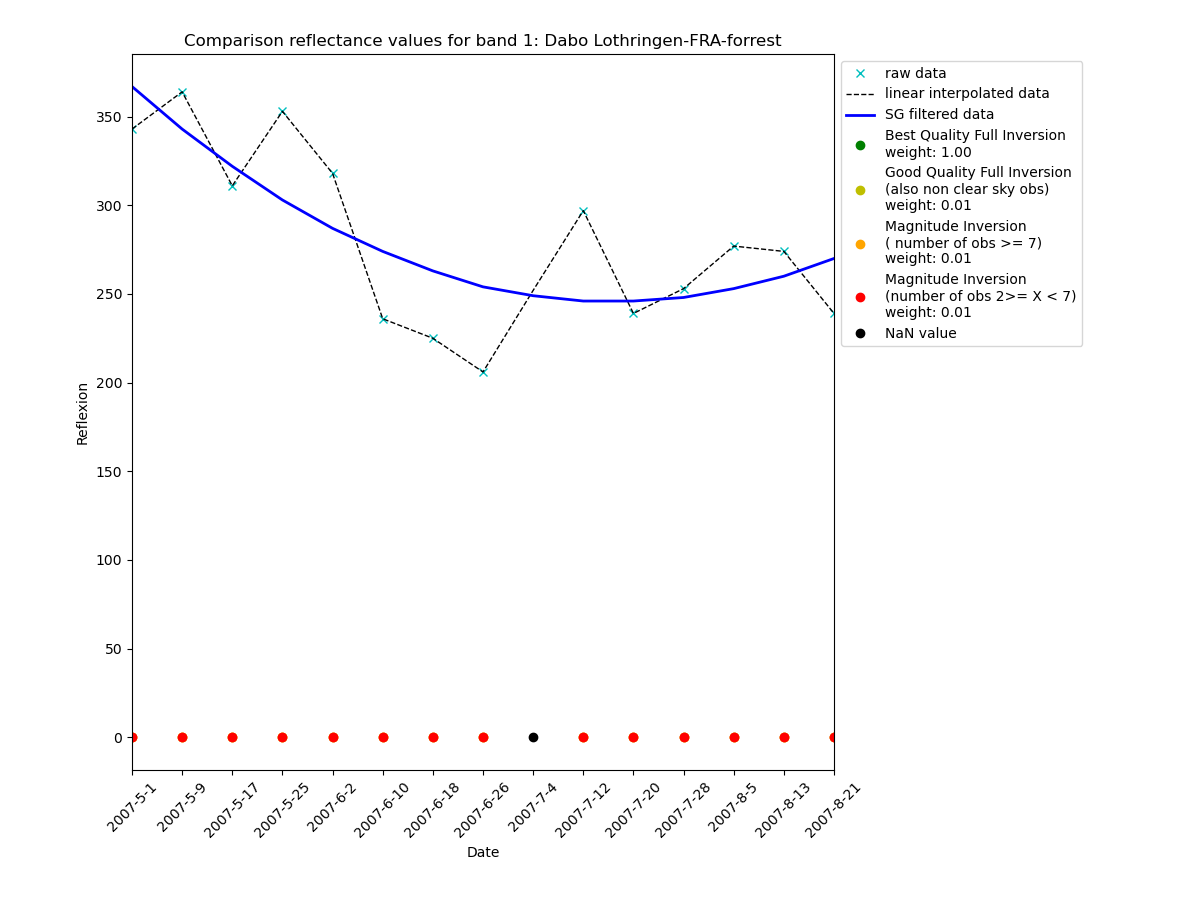 Comparison reflectance values for band 1: Dabo Lothringen-FRA-forrest
raw data
linear interpolated data
SG filtered data
Best Quality Full Inversion
weight: 1.00
Good Quality Full Inversion
(also non clear sky obs)
weight: 0.01
Magnitude Inversion
( number of obs >= 7)
weight: 0.01
Magnitude Inversion
(number of obs 2>= X < 7)
weight: 0.01
NaN value
Reflexion
350
300
250
200
150
100
50
0
2007-5-1
2007-5-9
2007-5-17
2007-5-25
2007-6-2
2007-6-10
2007-6-18
2007-6-26
2007-7-4
2007-7-12
2007-7-20
2007-7-28
2007-8-5
2007-8-13
2007-8-21
Date